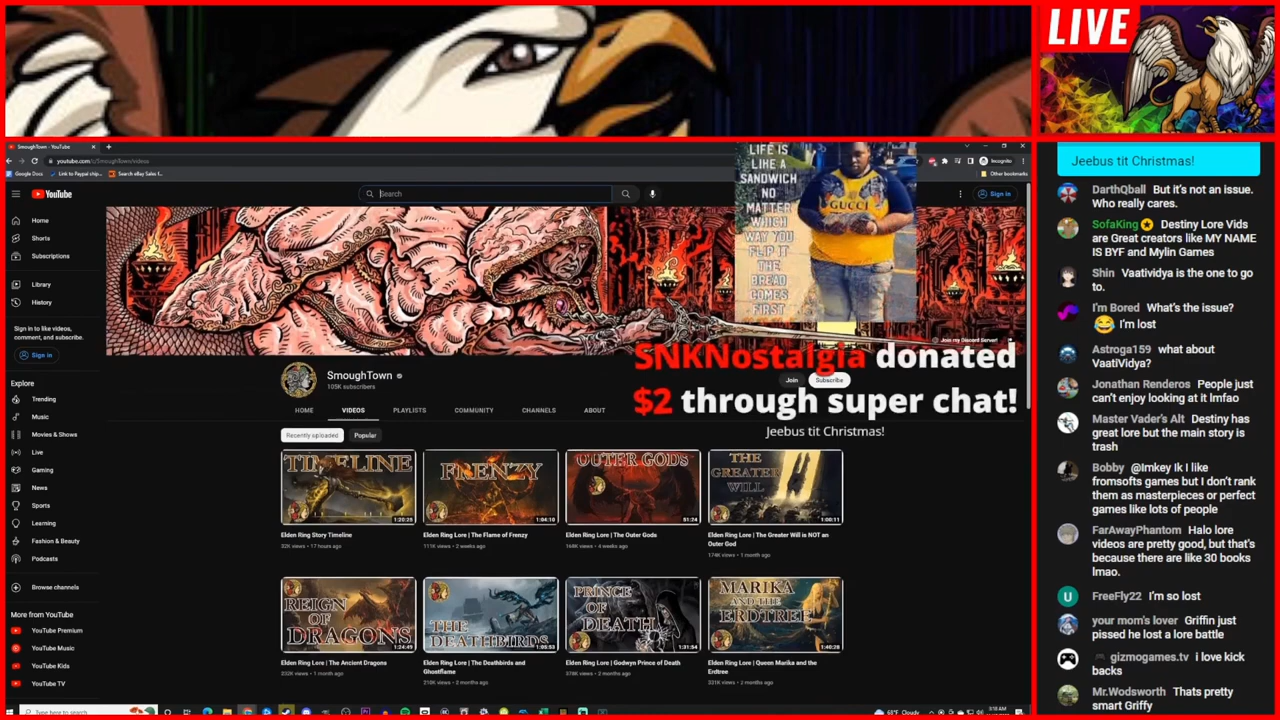 LIVE
SmoughTown - YouTube
youtube.com/c/SmoughTown/videos
Incognito
Google Docs
Link to Paypal ship...
Search eBay Sales f...
Other bookmarks
YouTube
Search
Sign in
Home
Shorts
Subscriptions
Library
History
Sign in to like videos,
comment, and subscribe.
Sign in
Explore
Trending
Music
Movies & Shows
Live
Gaming
News
Sports
Learning
Fashion & Beauty
Podcasts
Browse channels
More from YouTube
YouTube Premium
YouTube Music
YouTube Kids
YouTube TV
Type here to search
LIFE IS
LIKE A
SANDWICH
NO
MATTER
WHICH
WAY YOU
FLIP IT
THE
BREAD
COMES
FIRST
GUCCI
Join my Discord Server!
SmoughTown
105K subscribers
Join
Subscribe
HOME
VIDEOS
PLAYLISTS
COMMUNITY
CHANNELS
ABOUT
SNKNostalgia donated
$2 through super chat!
Jeebus tit Christmas!
Recently uploaded
Popular
TIMELINE
1:20:25
Elden Ring Story Timeline
32K views • 17 hours ago
FRENZY
1:04:10
Elden Ring Lore | The Flame of Frenzy
111K views • 2 weeks ago
OUTER GODS
51:24
Elden Ring Lore | The Outer Gods
168K views • 4 weeks ago
THE
GREATER
WILL
1:00:11
Elden Ring Lore | The Greater Will is NOT an
Outer God
174K views • 1 month ago
REIGN
OF
DRAGONS
1:24:49
Elden Ring Lore | The Ancient Dragons
232K views • 1 month ago
THE
DEATHBIRDS
1:05:53
Elden Ring Lore | The Deathbirds and
Ghostflame
210K views • 2 months ago
PRINCE
OF
DEATH
1:31:54
Elden Ring Lore | Godwyn Prince of Death
378K views • 2 months ago
MARIKA
AND THE
ERDTREE
1:40:28
Elden Ring Lore | Queen Marika and the
Erdtree
331K views • 2 months ago
68°F Cloudy
3:18 AM
Jeebus tit Christmas!
DarthQball But it's not an issue.
Who really cares.
SofaKing Destiny Lore Vids
are Great creators like MY NAME
IS BYF and Mylin Games
Shin Vaatividya is the one to go
to.
I'm Bored What's the issue?
😂 I'm lost
Astroga159 what about
VaatiVidya?
Jonathan Renderos People just
can't enjoy looking at it lmfao
Master Vader's Alt Destiny has
great lore but the main story is
trash
Bobby @Imkey Ik I like
fromsofts games but I don't rank
them as masterpieces or perfect
games like lots of people
FarAwayPhantom Halo lore
videos are pretty good, but that's
because there are like 30 books
lmao.
U
FreeFly22 I'm so lost
your mom's lover Griffin just
pissed he lost a lore battle
gizmogames.tv i love kick
backs
Mr.Wodsworth Thats pretty
smart Griffy